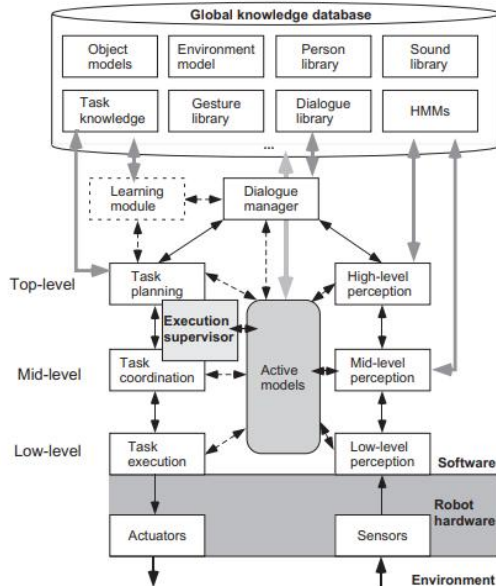 Global knowledge database
Object
models
Environment
model
Person
library
Sound
library
Task
knowledge
Gesture
library
Dialogue
library
HMMs
...
Learning
module
Dialogue
manager
Top-level
Task
planning
High-level
perception
Execution
supervisor
Mid-level
Task
coordination
Active
models
Mid-level
perception
Low-level
Task
execution
Low-level
perception
Software
Robot
hardware
Actuators
Sensors
Environment